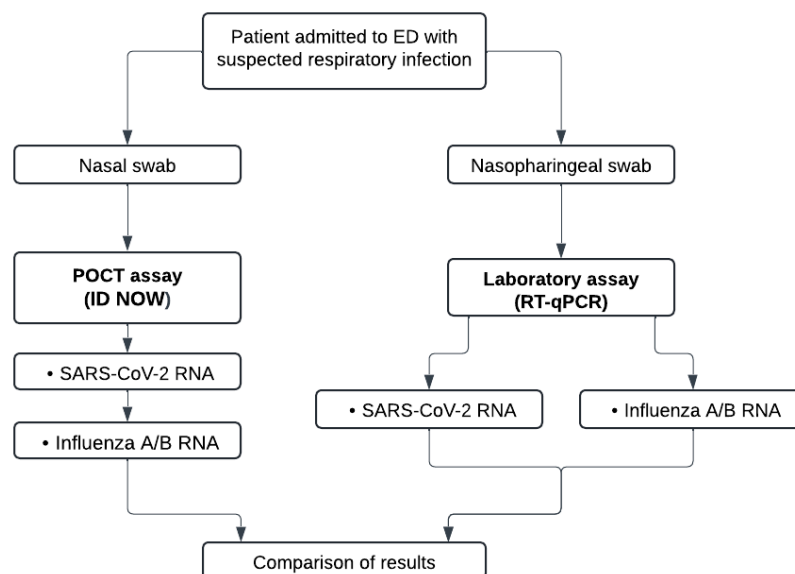 Patient admitted to ED with
suspected respiratory infection
Nasal swab
Nasopharingeal swab
POCT assay
(ID NOW)
Laboratory assay
(RT-qPCR)
• SARS-CoV-2 RNA
• Influenza A/B RNA
• SARS-CoV-2 RNA
• Influenza A/B RNA
Comparison of results